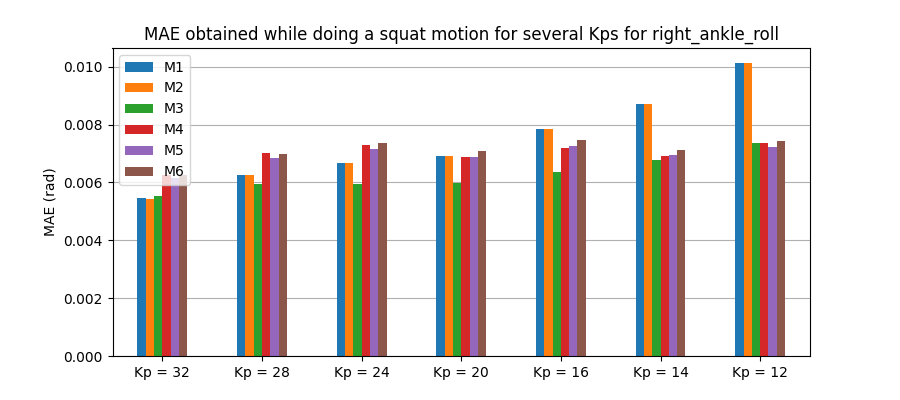 MAE obtained while doing a squat motion for several Kps for right_ankle_roll
MAE (rad)
0.010
0.008
0.006
0.004
0.002
0.000
M1
M2
M3
M4
M5
M6
Kp = 32 Kp = 28 Kp = 24 Kp = 20 Kp = 16 Kp = 14 Kp = 12